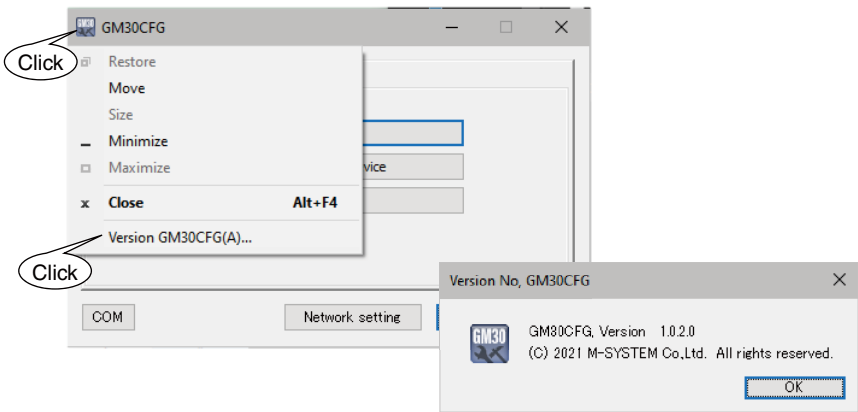 GM30CFG
Click
Restore
Move
Size
Minimize
Maximize
vice
Close Alt+F4
Version GM30CFG(A)...
Click
COM Network setting
Version No, GM30CFG
GM30
GM30CFG, Version 1.0.2.0
(C) 2021 M-SYSTEM Co.,Ltd. All rights reserved.
OK